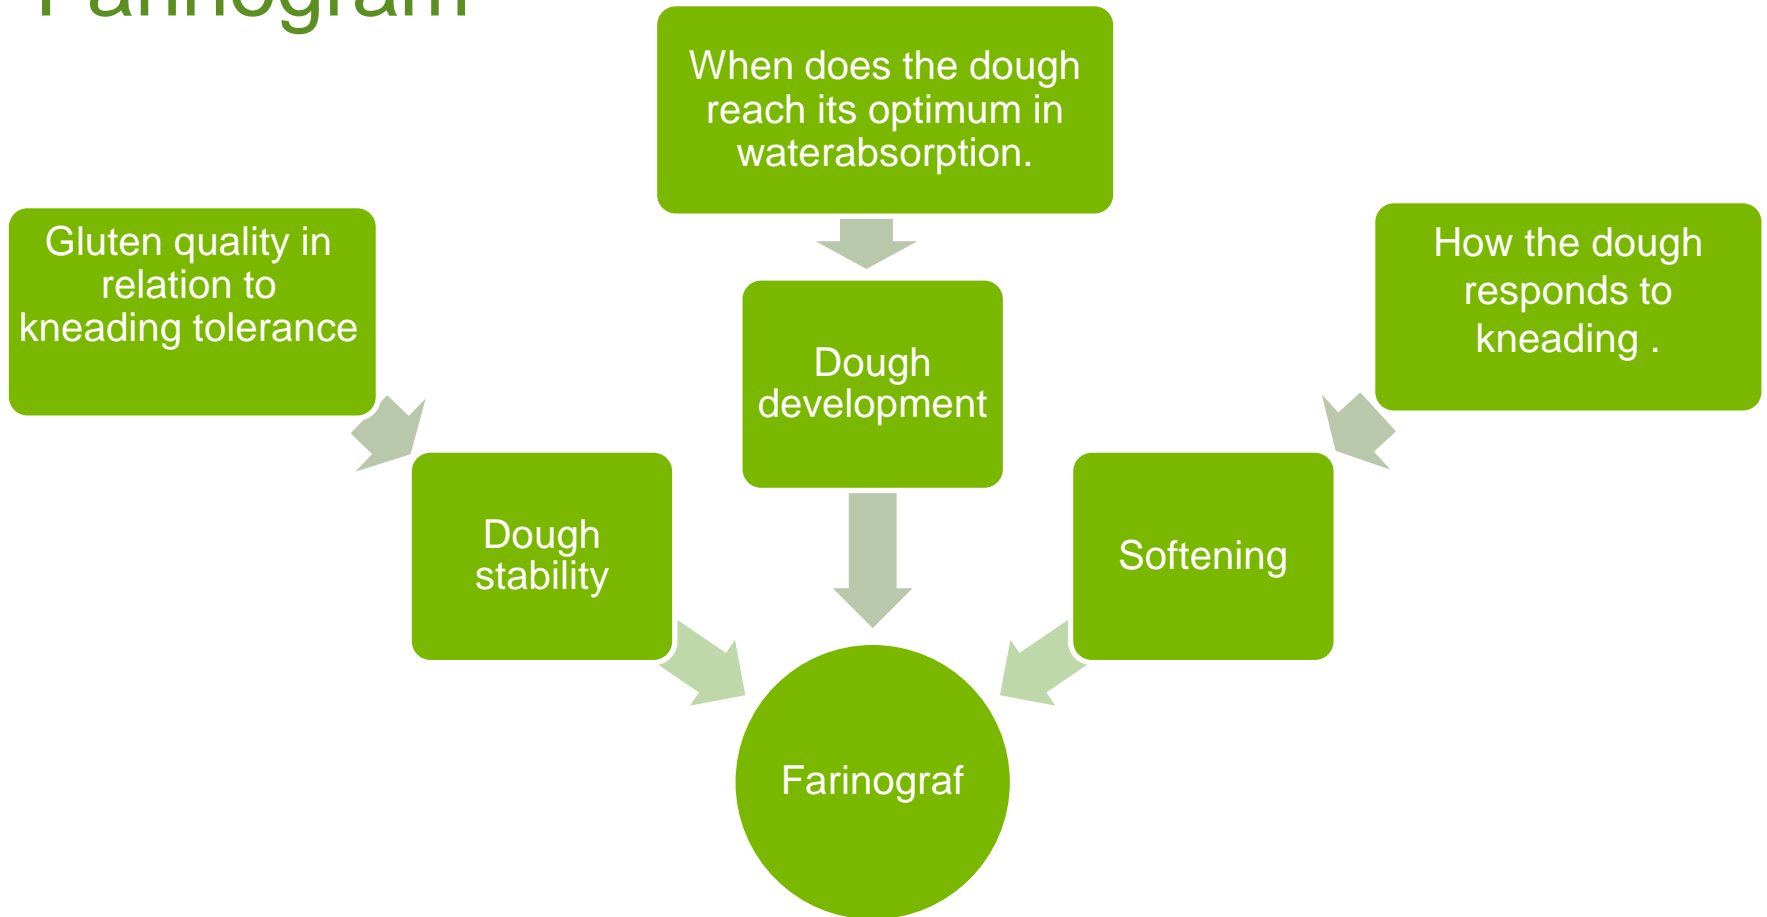 Farinogram
When does the dough
reach its optimum in
waterabsorption.
Gluten quality in
relation to
kneading tolerance
How the dough
responds to
kneading .
Dough
development
Dough
stability
Softening
Farinograf